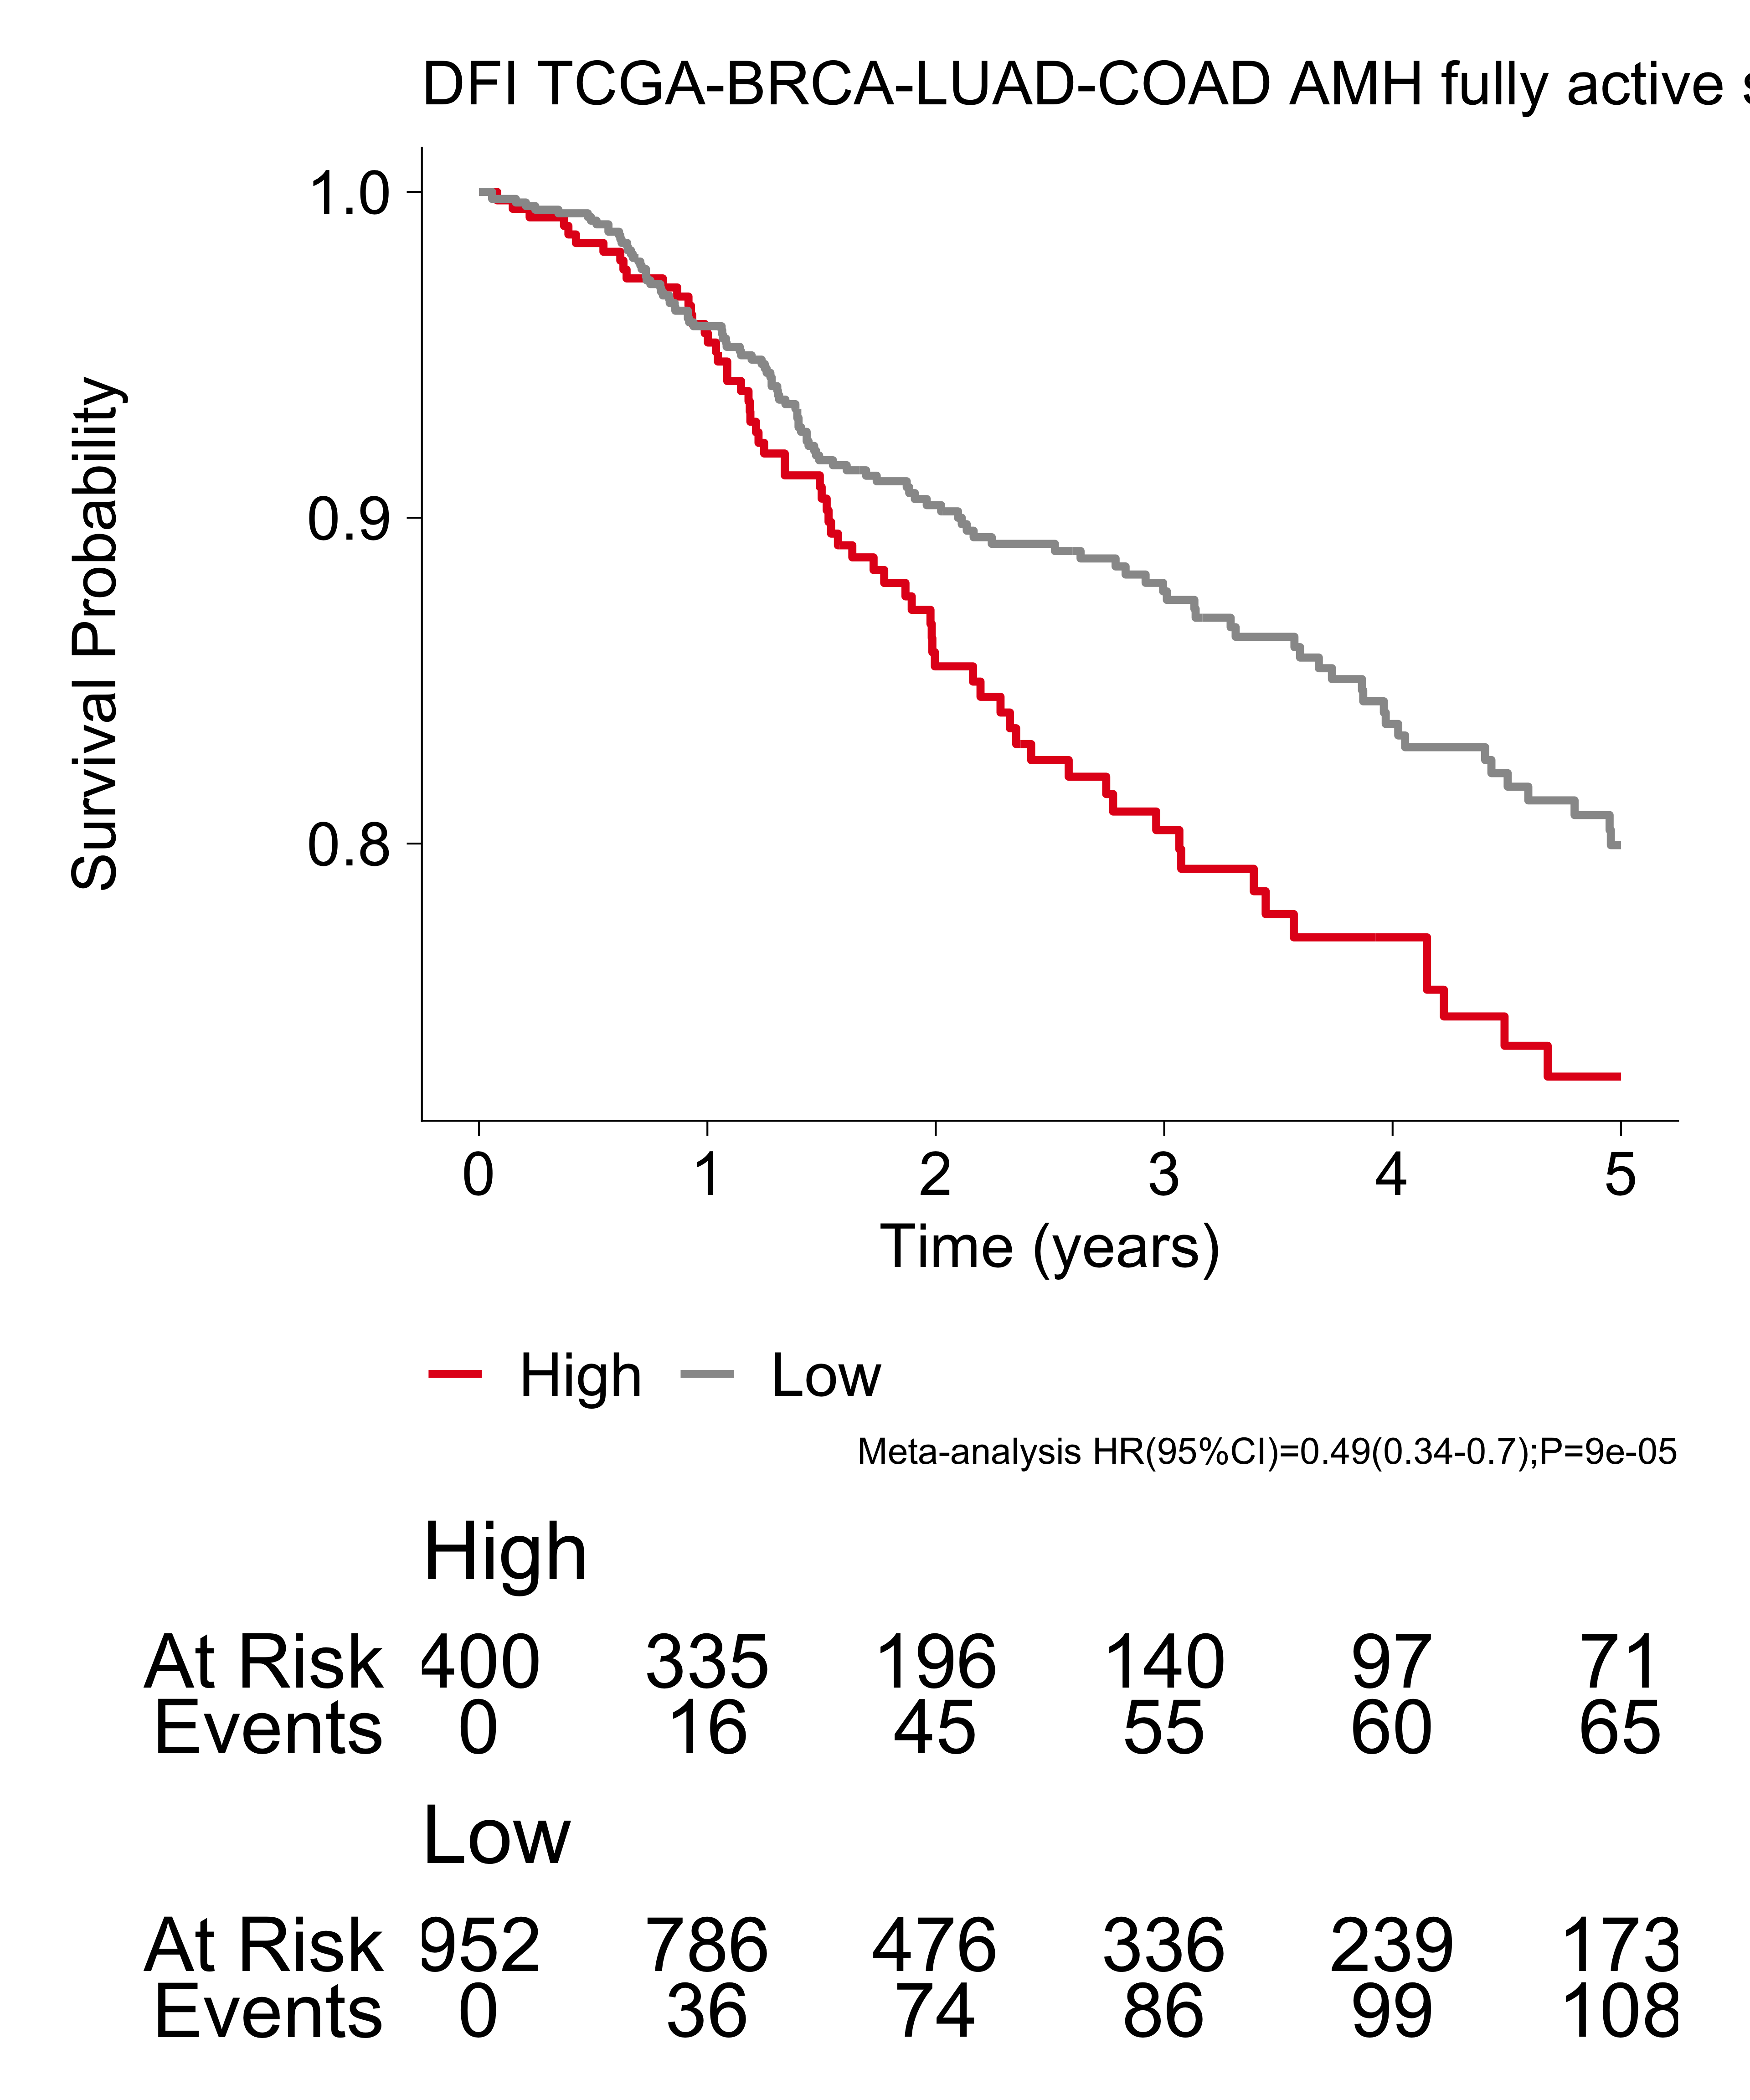 DFI TCGA-BRCA-LUAD-COAD AMH fully active
1.0
0.9
0.8
Survival Probability
0 1 2 3 4 5
Time (years)
High Low
Meta-analysis HR(95%CI)=0.49(0.34-0.7);P=9e-05
High
At Risk 400 335 196 140 97 71
Events 0 16 45 55 60 65
Low
At Risk 952 786 476 336 239 173
Events 0 36 74 86 99 108